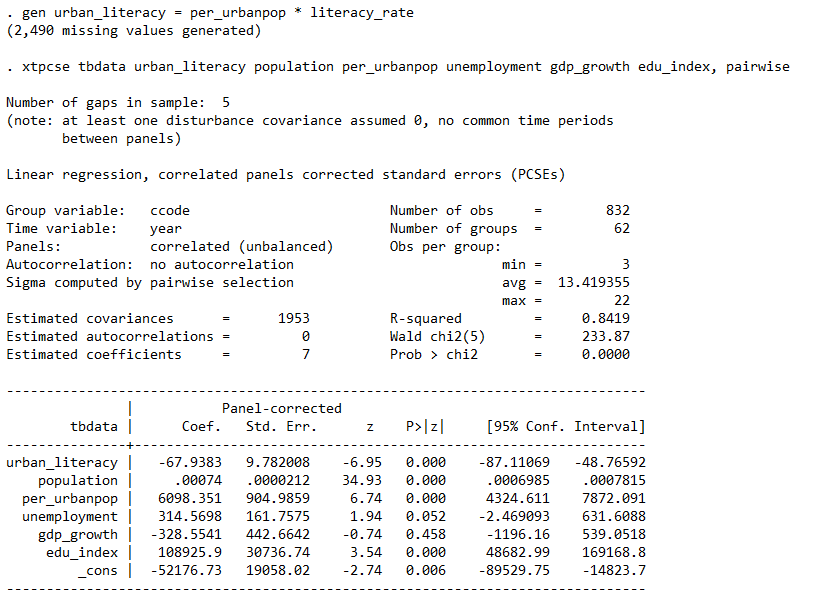 . gen urban_literacy = per_urbanpop * literacy_rate
(2,490 missing values generated)
. xtpcse tbdata urban_literacy population per_urbanpop unemployment gdp_growth edu_index, pairwise
Number of gaps in sample:  5
(note: at least one disturbance covariance assumed 0, no common time periods
       between panels)
Linear regression, correlated panels corrected standard errors (PCSEs)
Group variable:   ccode                         Number of obs     =        832
Time variable:    year                          Number of groups  =         62
Panels:           correlated (unbalanced)       Obs per group:
Autocorrelation:  no autocorrelation                          min =          3
Sigma computed by pairwise selection                          avg =  13.419355
                                                              max =         22
Estimated covariances      =      1953          R-squared         =     0.8419
Estimated autocorrelations =         0          Wald chi2(5)      =     233.87
Estimated coefficients     =         7          Prob > chi2       =     0.0000
--------------------------------------------------------------------------------
               |           Panel-corrected
        tbdata |      Coef.   Std. Err.      z    P>|z|     [95% Conf. Interval]
---------------+----------------------------------------------------------------
urban_literacy |   -67.9383   9.782008    -6.95   0.000    -87.11069   -48.76592
    population |     .00074   .0000212    34.93   0.000     .0006985    .0007815
  per_urbanpop |   6098.351   904.9859     6.74   0.000     4324.611    7872.091
  unemployment |   314.5698   161.7575     1.94   0.052    -2.469093    631.6088
    gdp_growth |  -328.5541   442.6642    -0.74   0.458     -1196.16    539.0518
     edu_index |   108925.9   30736.74     3.54   0.000     48682.99    169168.8
         _cons |  -52176.73   19058.02    -2.74   0.006    -89529.75    -14823.7
--------------------------------------------------------------------------------